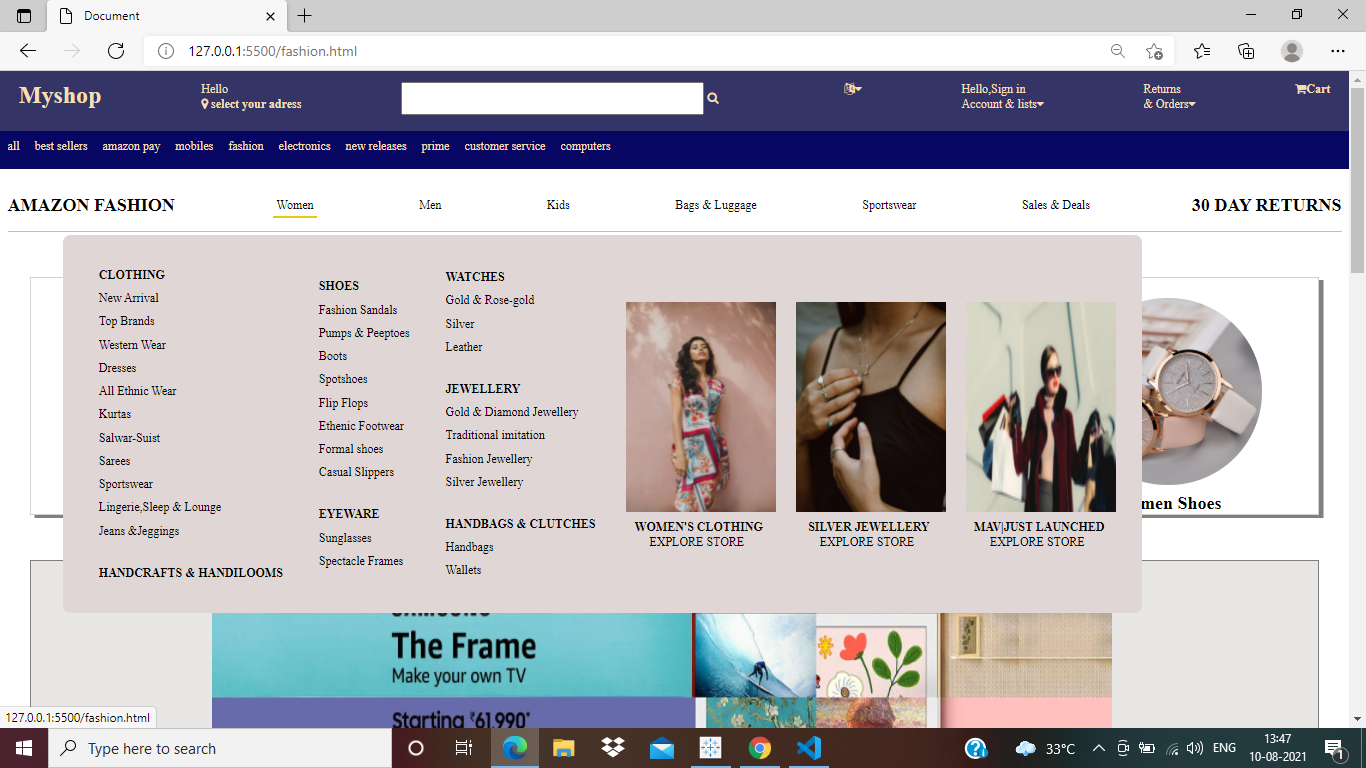 Document
127.0.0.1:5500/fashion.html
Myshop
Hello
select your adress
Hello,Sign in
Account & lists
Returns
& Orders
Cart
all best sellers amazon pay mobiles fashion electronics new releases prime customer service computers
AMAZON FASHION Women Men Kids Bags & Luggage Sportswear Sales & Deals 30 DAY RETURNS
CLOTHING
New Arrival
Top Brands
Western Wear
Dresses
All Ethnic Wear
Kurtas
Salwar-Suist
Sarees
Sportswear
Lingerie,Sleep & Lounge
Jeans &Jeggings
HANDCRAFTS & HANDILOOMS
SHOES
Fashion Sandals
Pumps & Peeptoes
Boots
Spotshoes
Flip Flops
Ethenic Footwear
Formal shoes
Casual Slippers
EYEWARE
Sunglasses
Spectacle Frames
WATCHES
Gold & Rose-gold
Silver
Leather
JEWELLERY
Gold & Diamond Jewellery
Traditional imitation
Fashion Jewellery
Silver Jewellery
HANDBAGS & CLUTCHES
Handbags
Wallets
WOMEN'S CLOTHING
EXPLORE STORE
SILVER JEWELLERY
EXPLORE STORE
MAV|JUST LAUNCHED
EXPLORE STORE
men Shoes
The Frame
Make your own TV
Starting ₹61,990*
127.0.0.1:5500/fashion.html
Type here to search
33°C
ENG
13:47
10-08-2021
1